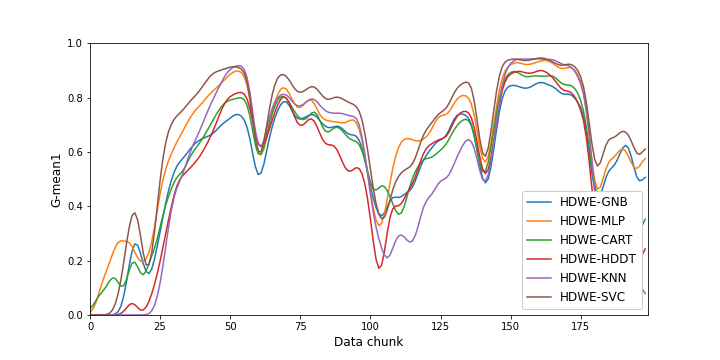 1.0
0.8
0.6
0.4
0.2
0.0
G-mean1
0 25 50 75 100 125 150 175
Data chunk
HDWE-GNB
HDWE-MLP
HDWE-CART
HDWE-HDDT
HDWE-KNN
HDWE-SVC